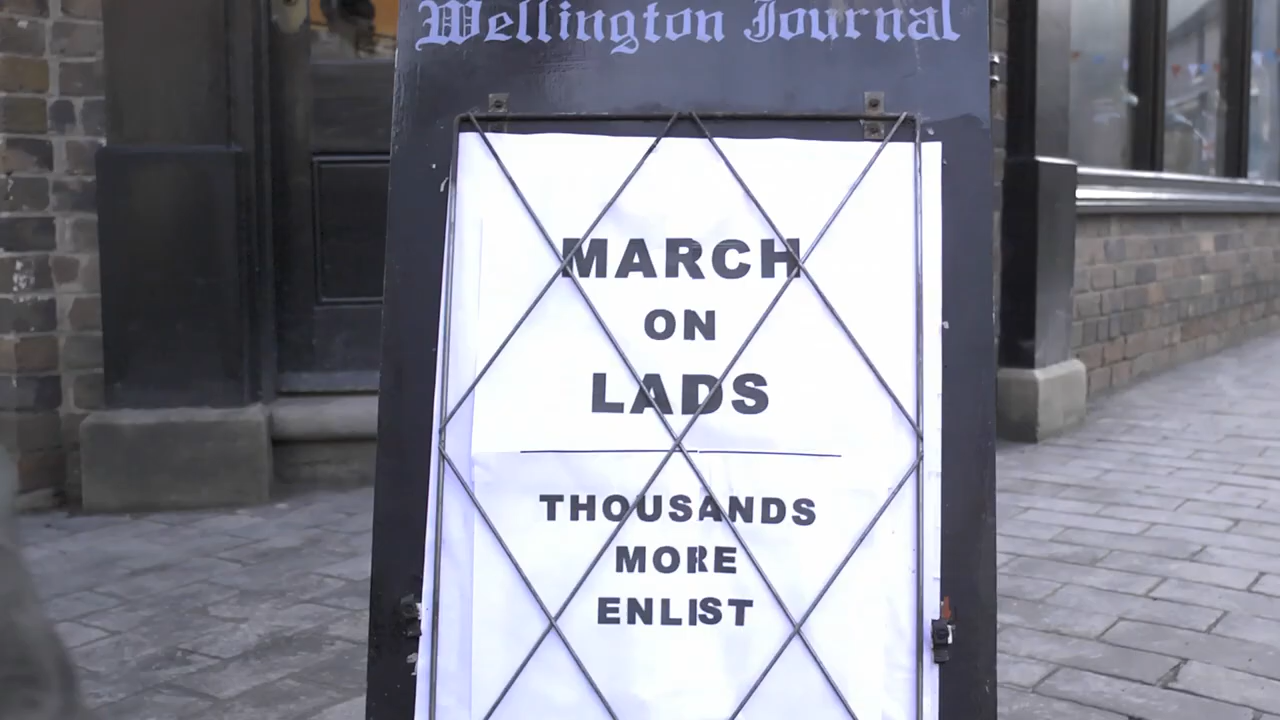 Wellington Journal
MARCH
ON
LADS
THOUSANDS
MORE
ENLIST